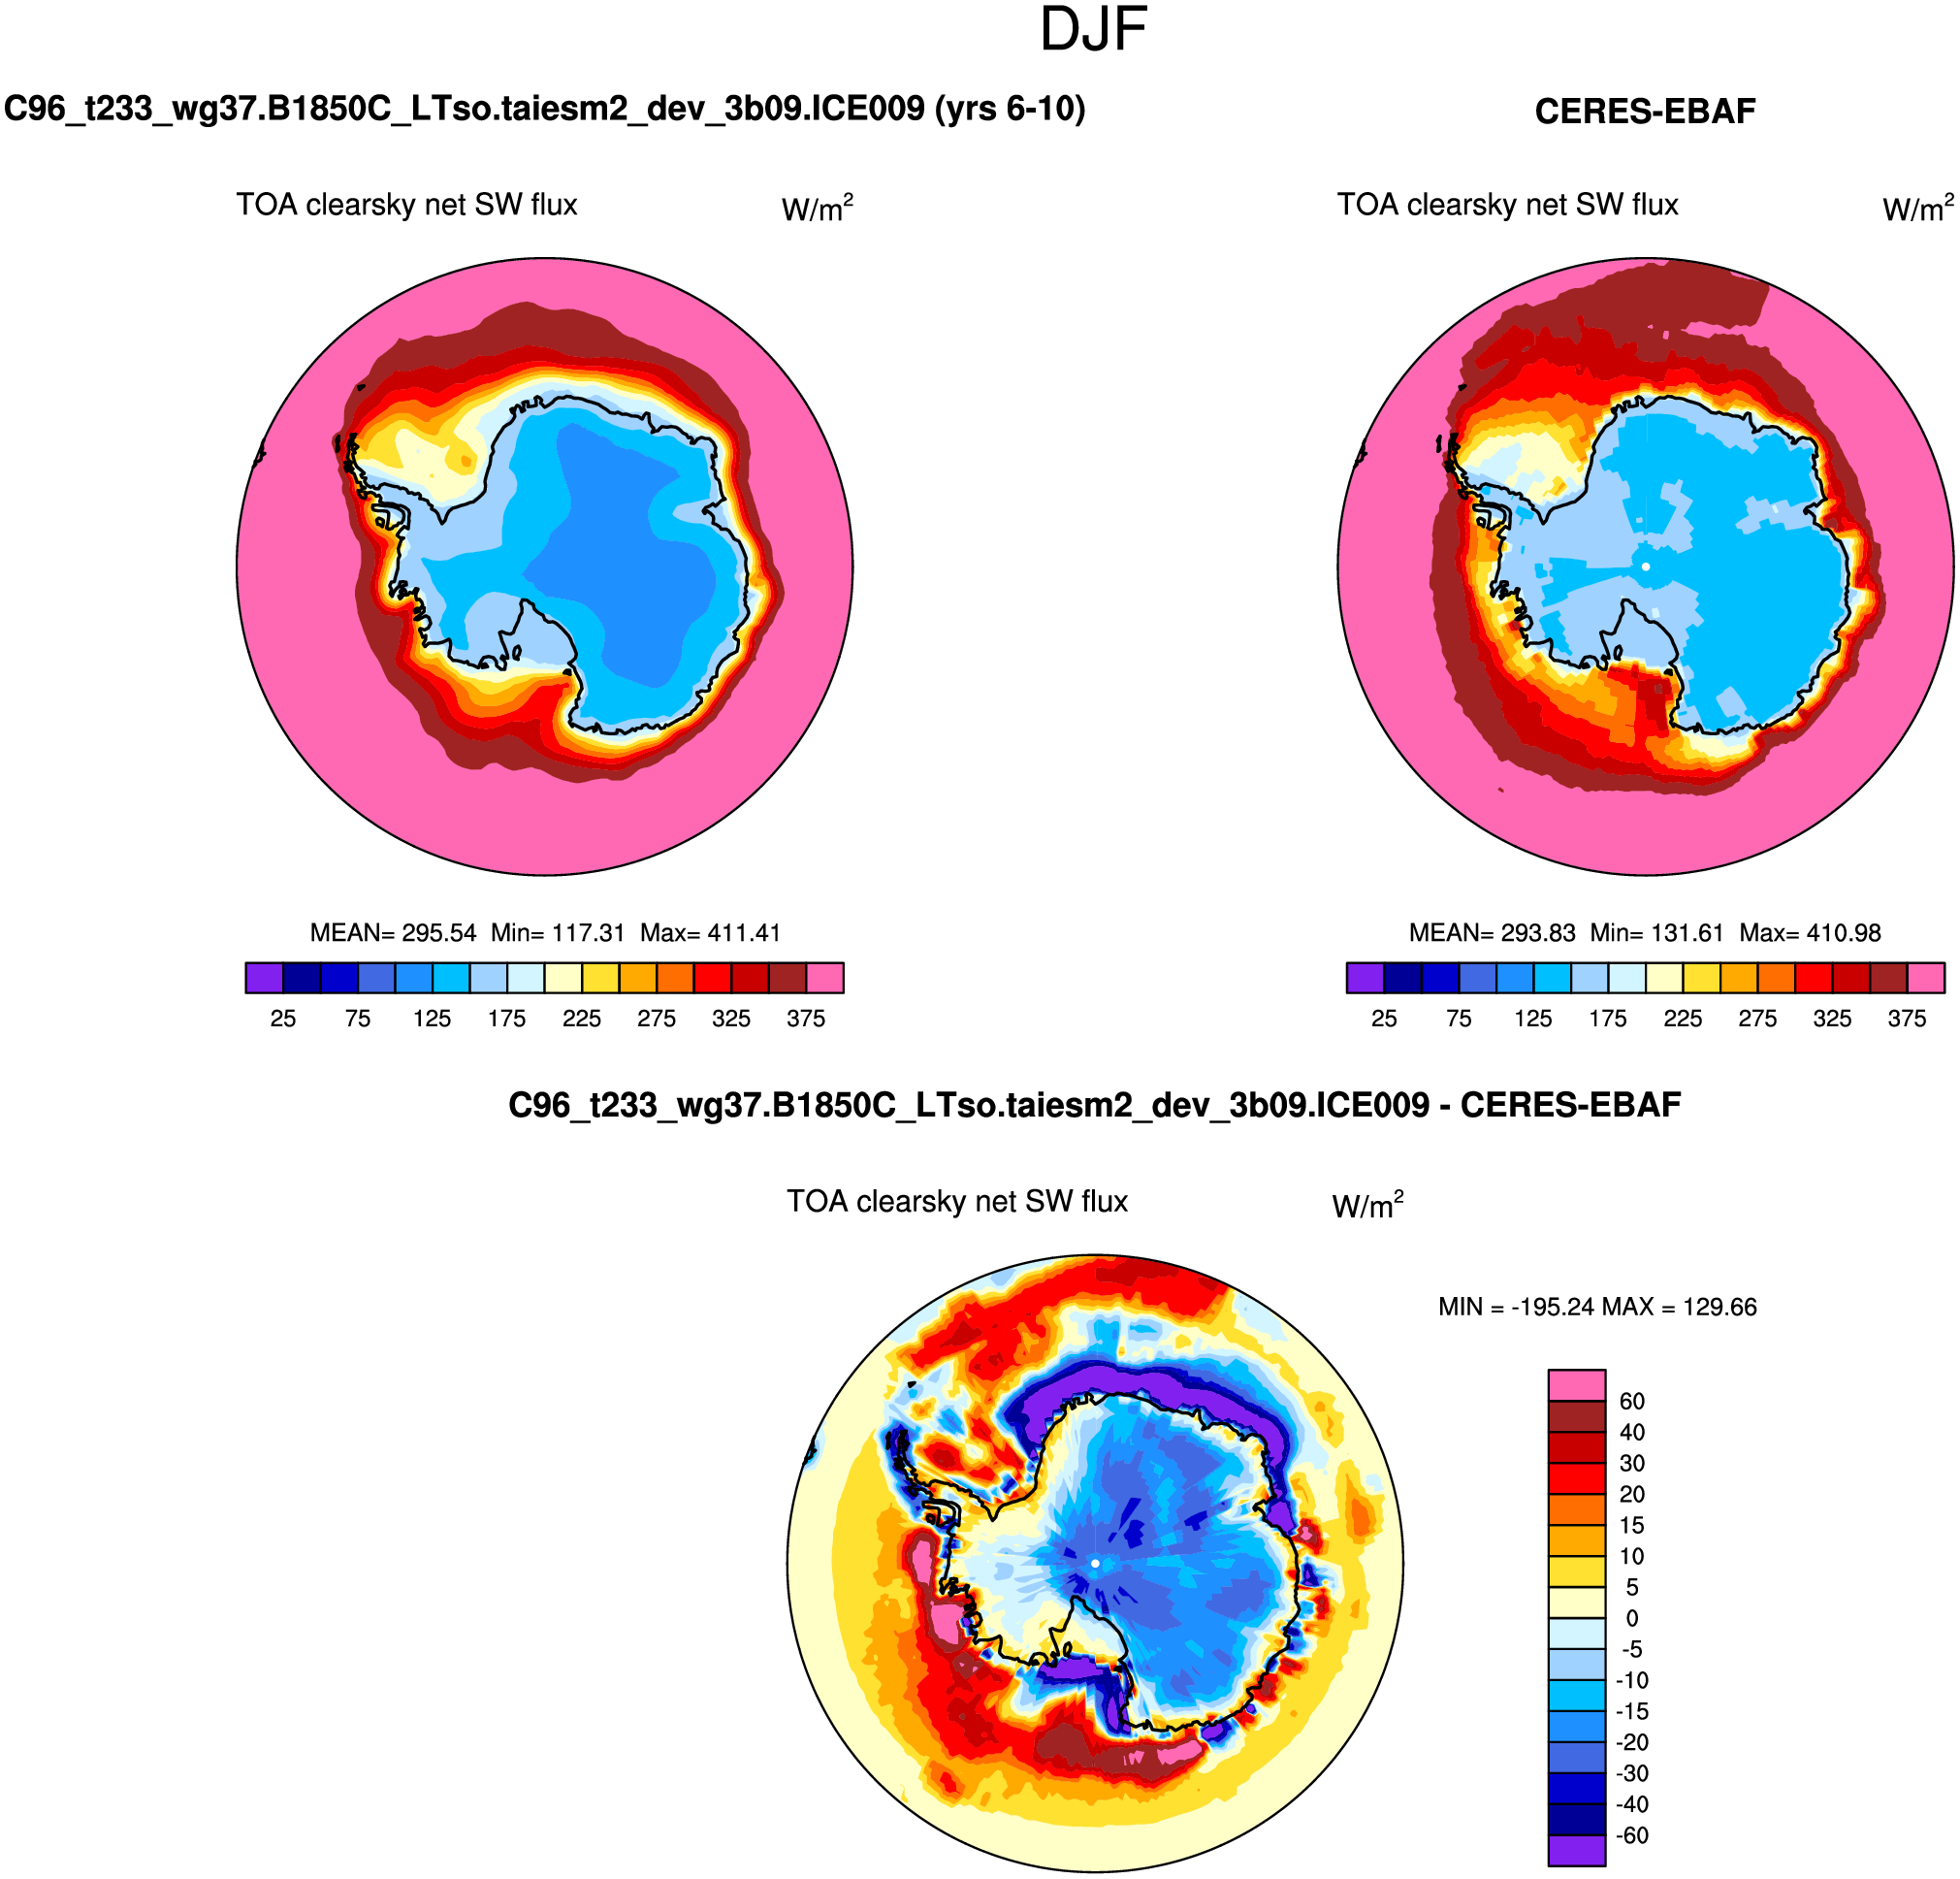 DJF
C96_t233_wg37.B1850C_LTso.taiesm2_dev_3b09.ICE009 (yrs 6-10)
CERES-EBAF
TOA clearsky net SW flux W/m²
TOA clearsky net SW flux W/m²
MEAN= 295.54 Min= 117.31 Max= 411.41
MEAN= 293.83 Min= 131.61 Max= 410.98
25 75 125 175 225 275 325 375
25 75 125 175 225 275 325 375
C96_t233_wg37.B1850C_LTso.taiesm2_dev_3b09.ICE009 - CERES-EBAF
TOA clearsky net SW flux W/m²
MIN = -195.24 MAX = 129.66
60
40
30
20
15
10
5
0
-5
-10
-15
-20
-30
-40
-60